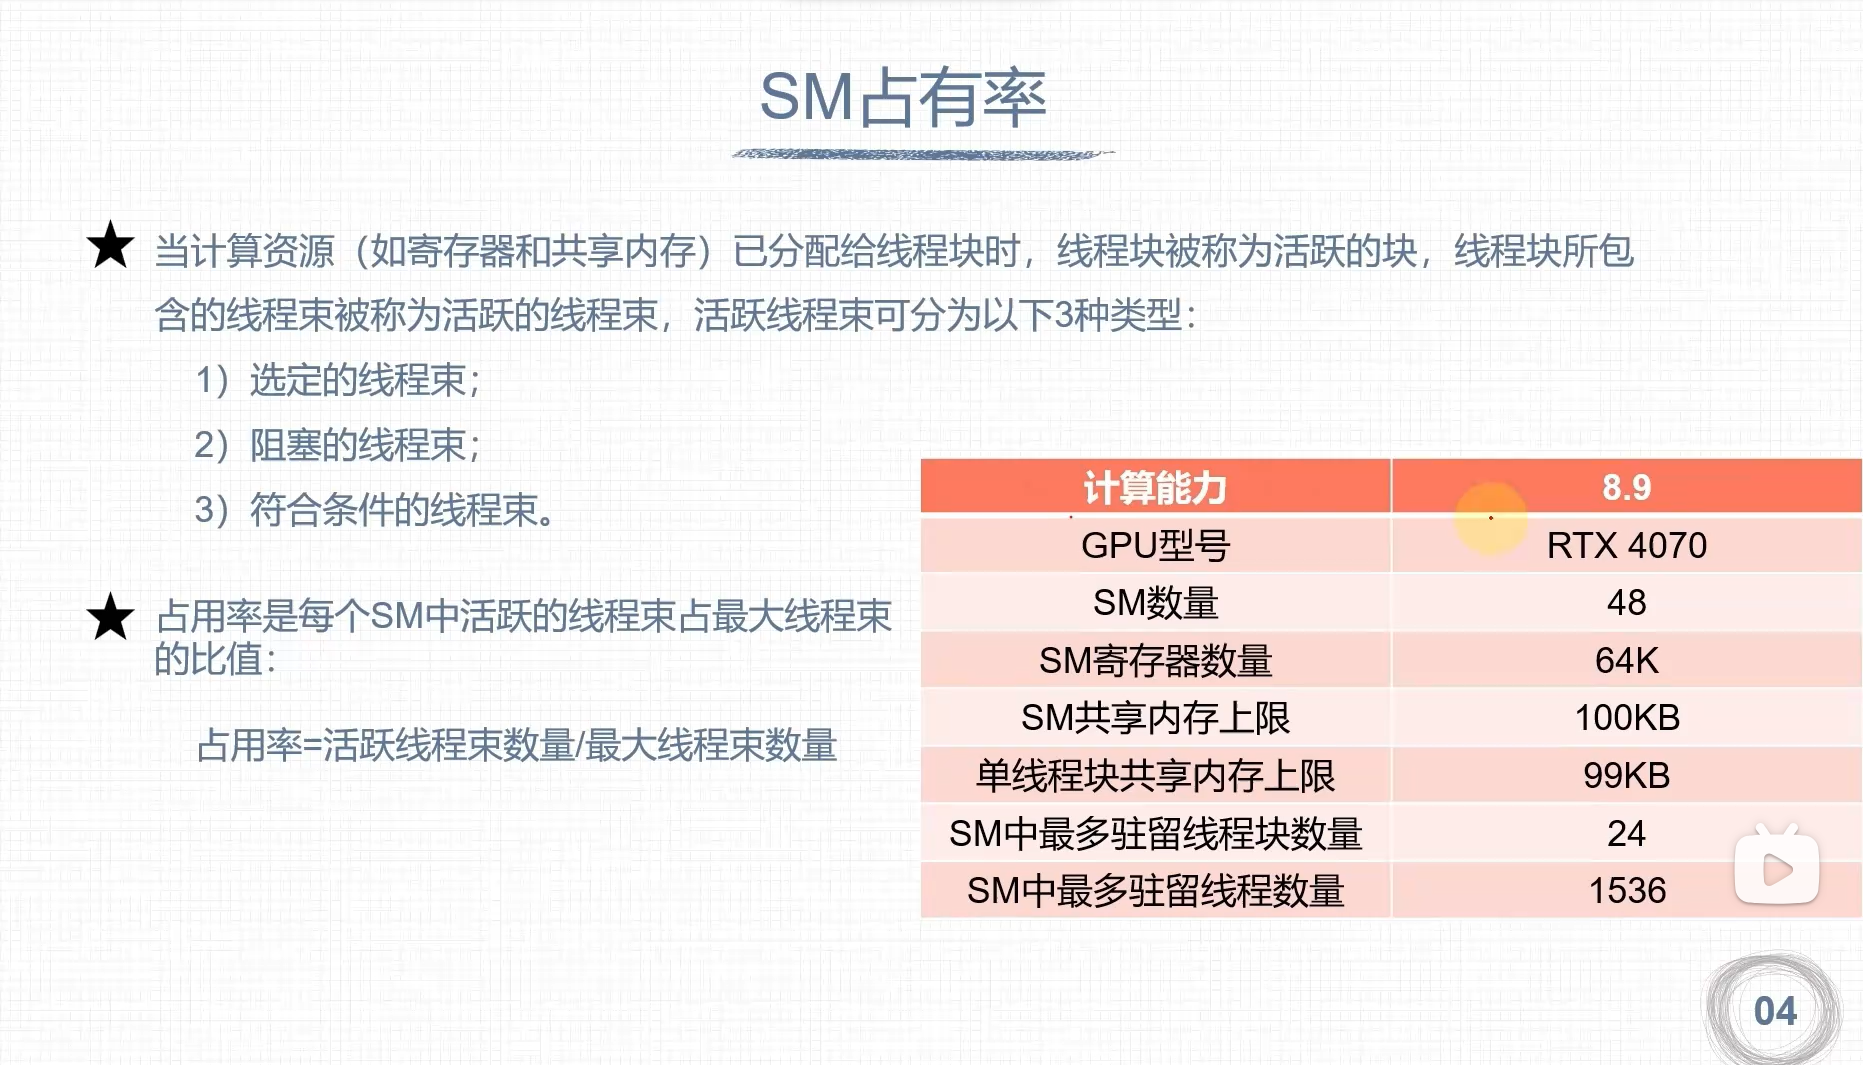 SM占有率
当计算资源（如寄存器和共享内存）已分配给线程块时，线程块被称为活跃的块，线程块所包
含的线程束被称为活跃的线程束，活跃线程束可分为以下3种类型：
1）选定的线程束；
2）阻塞的线程束；
3）符合条件的线程束。
占用率是每个SM中活跃的线程束占最大线程束
的比值：
占用率=活跃线程束数量/最大线程束数量
计算能力 8.9
GPU型号 RTX 4070
SM数量 48
SM寄存器数量 64K
SM共享内存上限 100KB
单线程块共享内存上限 99KB
SM中最多驻留线程块数量 24
SM中最多驻留线程数量 1536
04